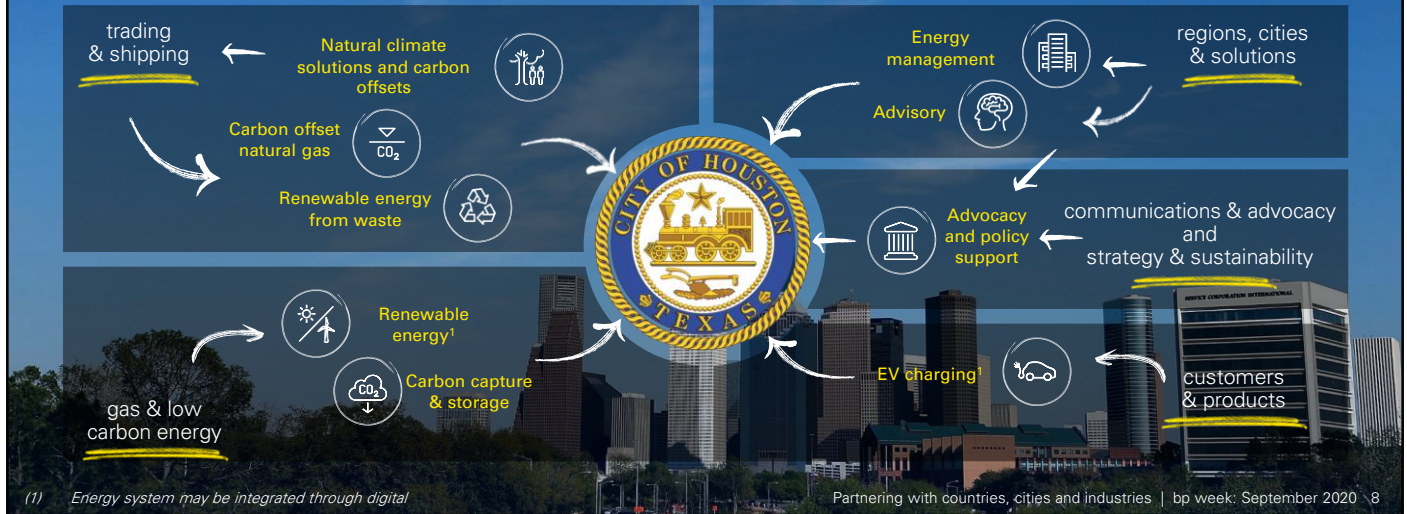 trading
& shipping
Natural climate
solutions and carbon
offsets
Carbon offset
natural gas
CO₂
Renewable energy
from waste
Energy
management
Advisory
regions, cities
& solutions
CITY OF HOUSTON
TEXAS
Advocacy
and policy
support
communications & advocacy
and
strategy & sustainability
SERVICE CORPORATION INTERNATIONAL
Renewable
energy¹
CO₂
Carbon capture
& storage
gas & low
carbon energy
EV charging¹
customers
& products
(1) Energy system may be integrated through digital
Partnering with countries, cities and industries | bp week: September 2020 8